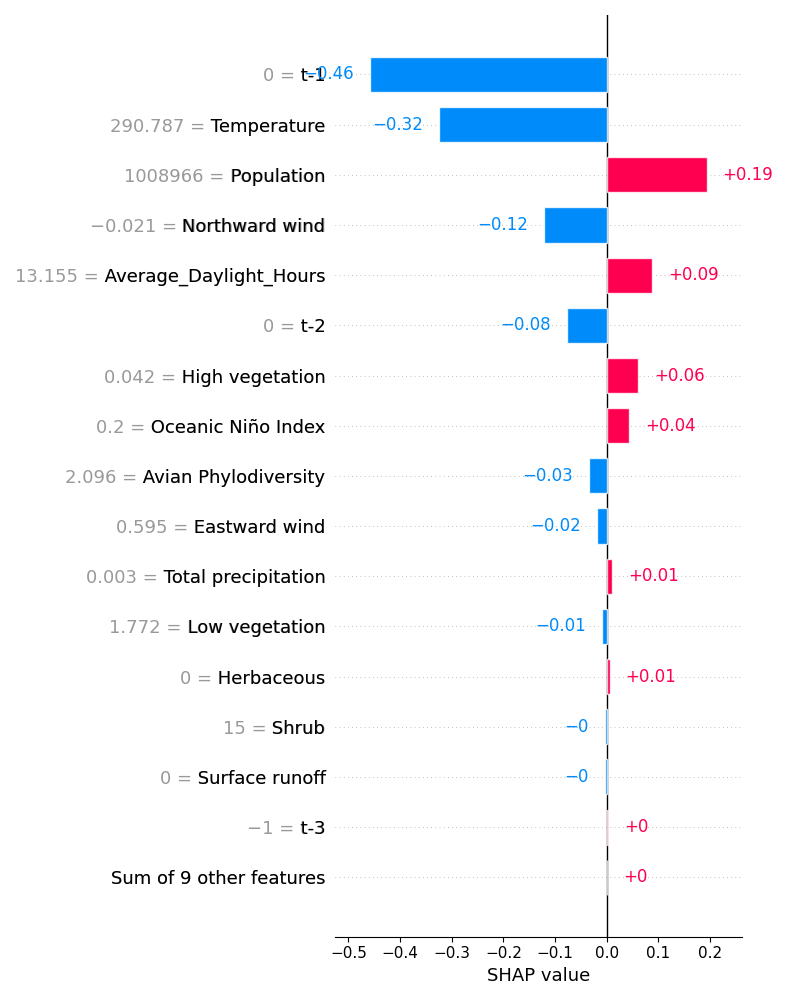 0 = t-1 −0.46
290.787 = Temperature −0.32
1008966 = Population +0.19
−0.021 = Northward wind −0.12
13.155 = Average_Daylight_Hours +0.09
0 = t-2 −0.08
0.042 = High vegetation +0.06
0.2 = Oceanic Niño Index +0.04
2.096 = Avian Phylodiversity −0.03
0.595 = Eastward wind −0.02
0.003 = Total precipitation +0.01
1.772 = Low vegetation −0.01
0 = Herbaceous +0.01
15 = Shrub −0
0 = Surface runoff −0
−1 = t-3 +0
Sum of 9 other features +0
−0.5 −0.4 −0.3 −0.2 −0.1 0.0 0.1 0.2
SHAP value